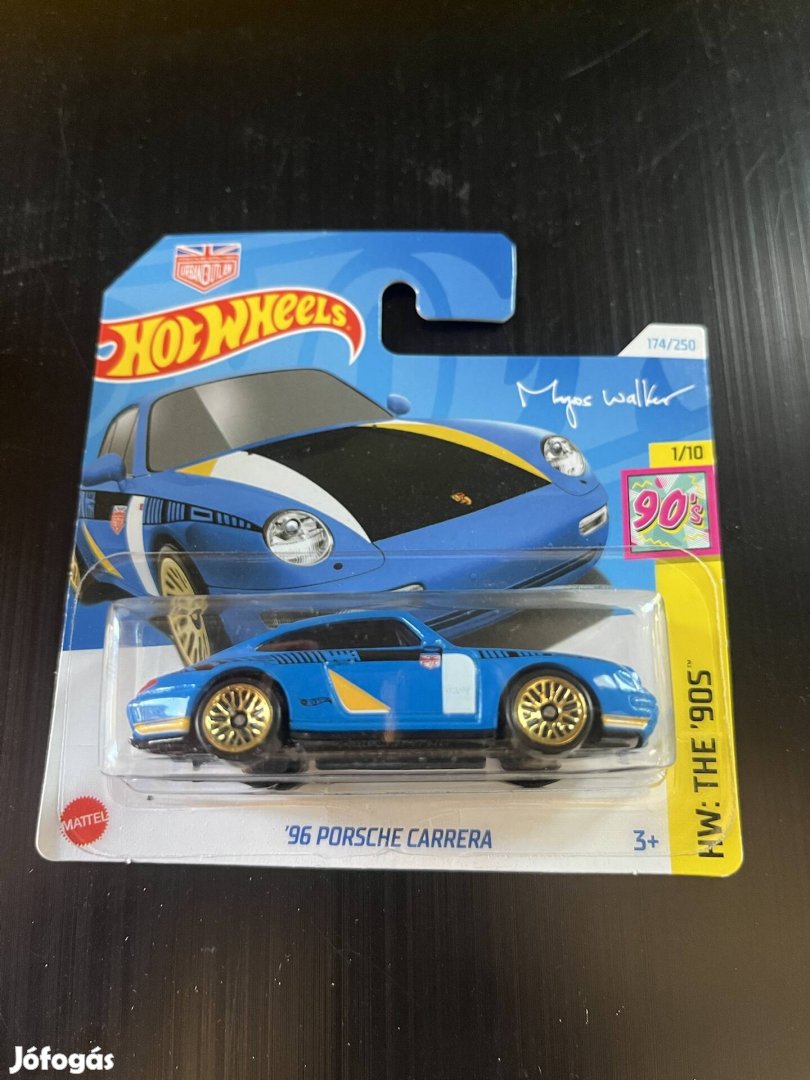 URBAN OUTLAW
HOT WHEELS
174/250
Magnus Walker
1/10
90's
HW: THE '90S™
MATTEL
'96 PORSCHE CARRERA
3+
Jófogás